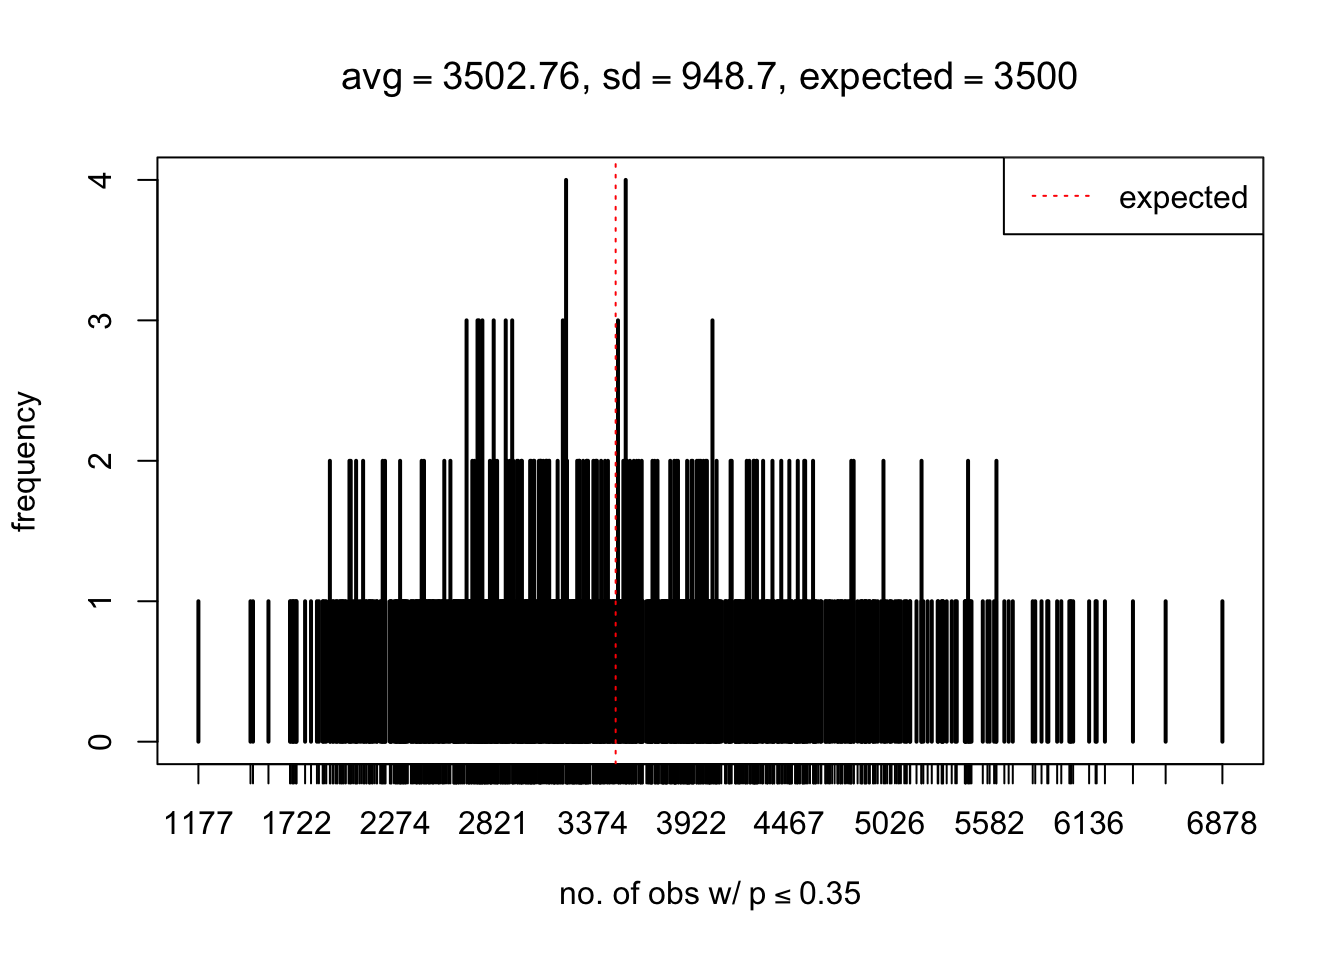 avg = 3502.76, sd = 948.7, expected = 3500
expected
4
3
2
1
0
frequency
1177 1722 2274 2821 3374 3922 4467 5026 5582 6136 6878
no. of obs w/ p ≤ 0.35